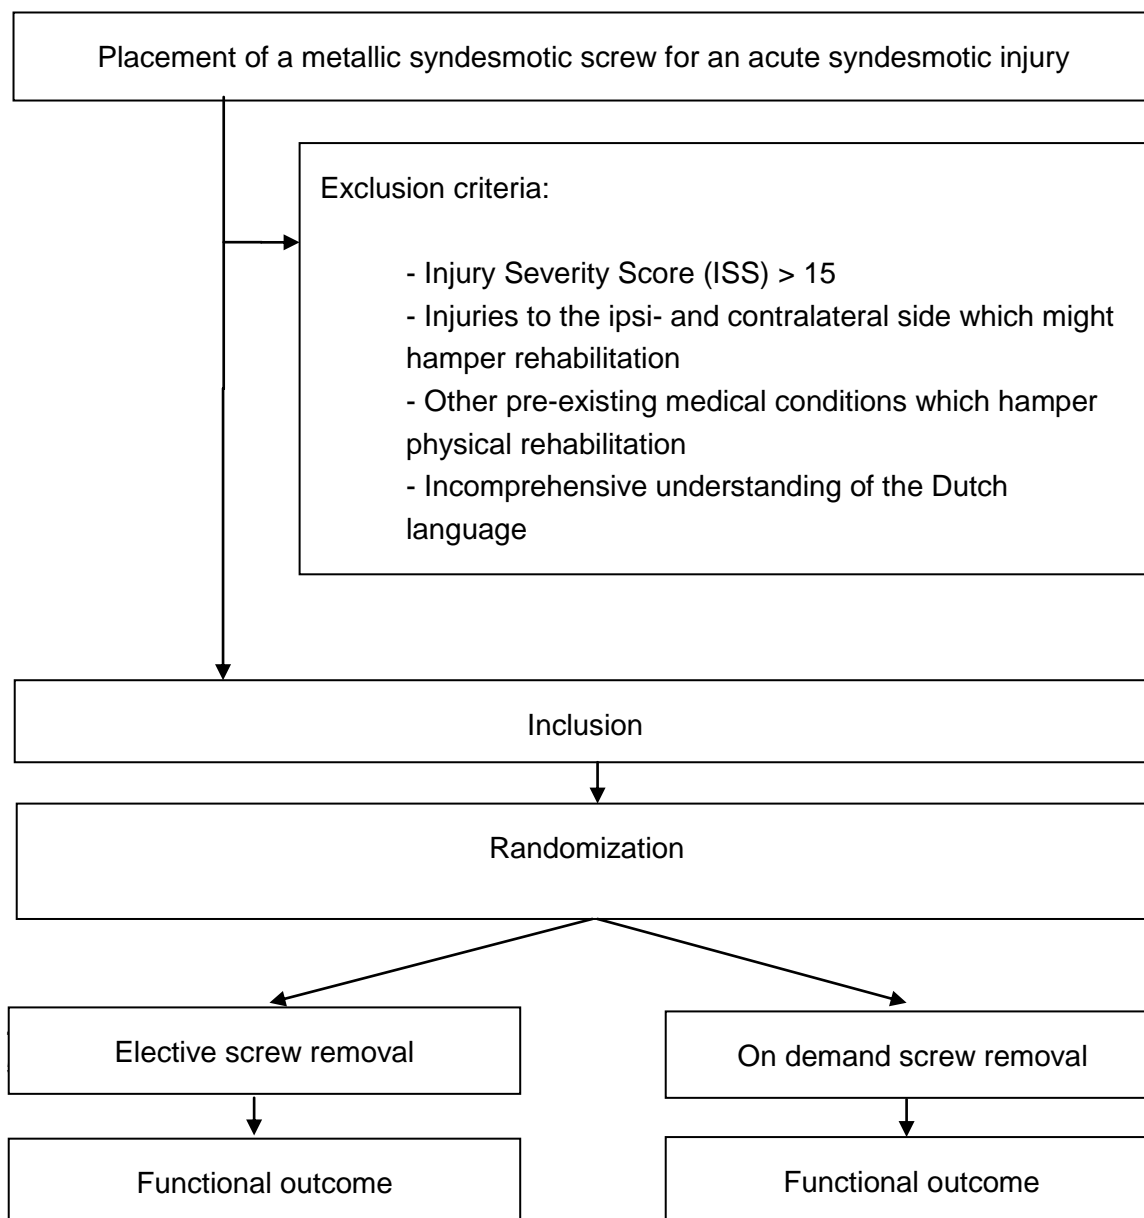 Placement of a metallic syndesmotic screw for an acute syndesmotic injury
Exclusion criteria:
- Injury Severity Score (ISS) > 15
- Injuries to the ipsi- and contralateral side which might
hamper rehabilitation
- Other pre-existing medical conditions which hamper
physical rehabilitation
- Incomprehensive understanding of the Dutch
language
Inclusion
Randomization
Elective screw removal
On demand screw removal
Functional outcome
Functional outcome